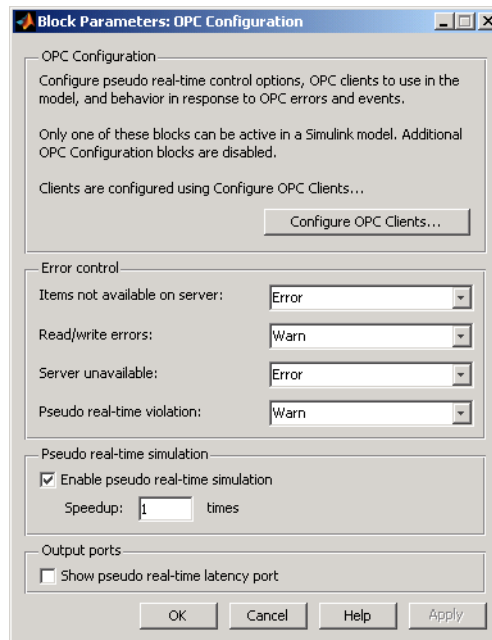 Block Parameters: OPC Configuration
OPC Configuration
Configure pseudo real-time control options, OPC clients to use in the
model, and behavior in response to OPC errors and events.
Only one of these blocks can be active in a Simulink model. Additional
OPC Configuration blocks are disabled.
Clients are configured using Configure OPC Clients...
Configure OPC Clients...
Error control
Items not available on server: Error
Read/write errors: Warn
Server unavailable: Error
Pseudo real-time violation: Warn
Pseudo real-time simulation
Enable pseudo real-time simulation
Speedup: 1 times
Output ports
Show pseudo real-time latency port
OK Cancel Help Apply